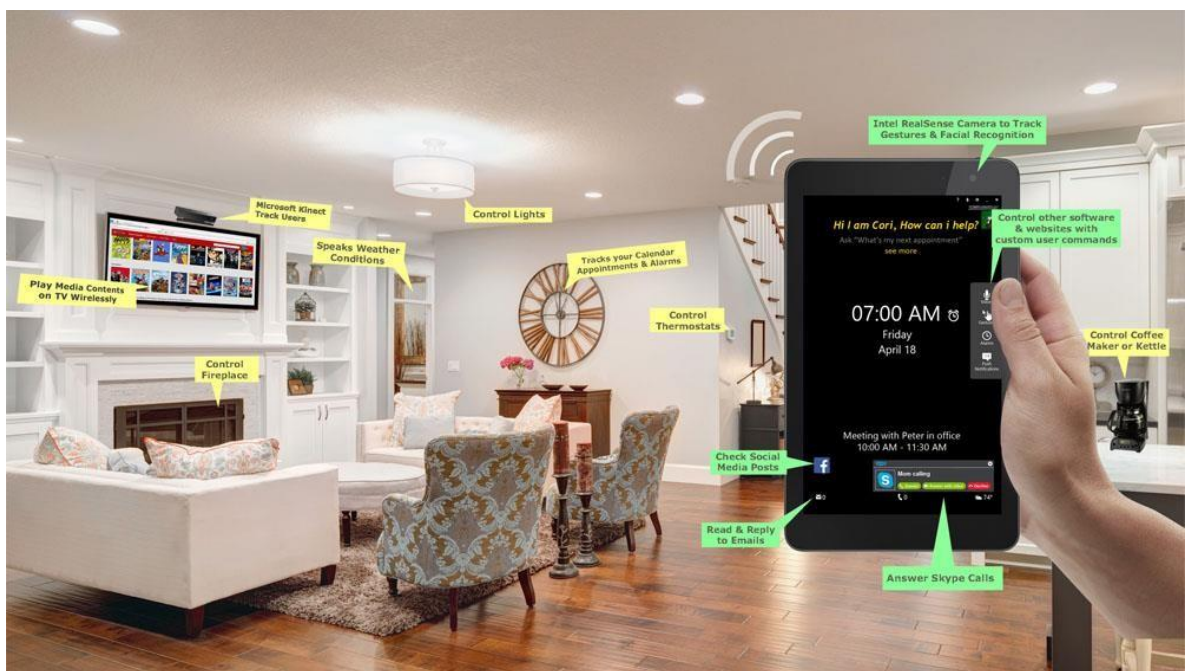 Intel RealSense Camera to Track
Gestures & Facial Recognition
Microsoft Kinect
Track Users
Control Lights
Control other software
& websites with
custom user commands
Hi I am Cori, How can i help?
Ask "What's my next appointment"
see more
Speaks Weather
Conditions
Tracks your Calendar
Appointments & Alarms
Play Media Contents
on TV Wirelessly
Control
Thermostats
07:00 AM
Friday
April 18
Control Coffee
Maker or Kettle
Control
Fireplace
Notifications
Meeting with Peter in office
10:00 AM - 11:30 AM
Check Social
Media Posts
f
S
Mom calling
0
0
74°
Read & Reply
to Emails
Answer Skype Calls